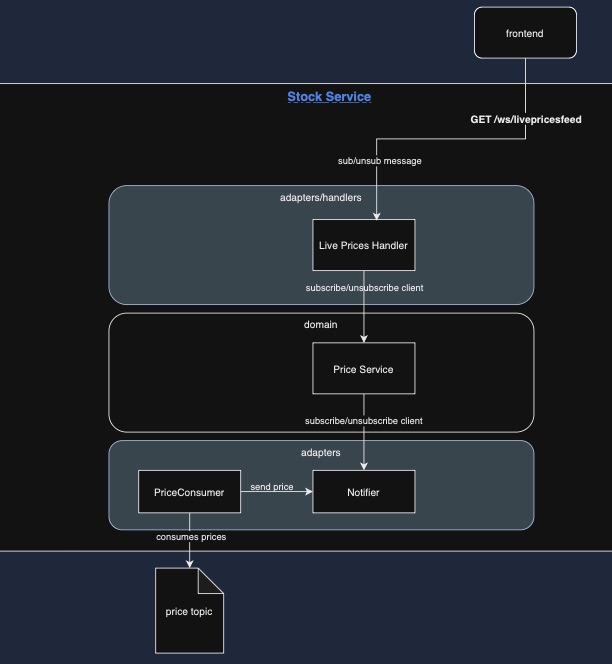 frontend
Stock Service
GET /ws/livepricesfeed
sub/unsub message
adapters/handlers
Live Prices Handler
subscribe/unsubscribe client
domain
Price Service
subscribe/unsubscribe client
adapters
PriceConsumer
send price
Notifier
consumes prices
price topic